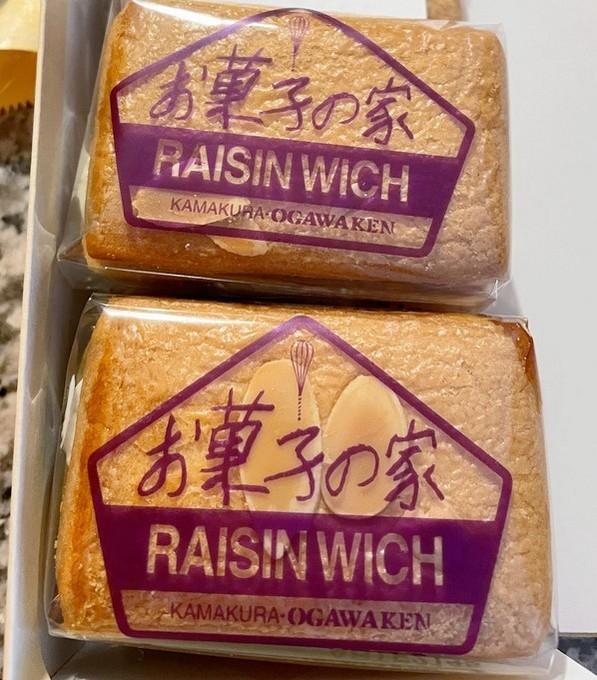 お菓子の家
RAISIN WICH
KAMAKURA·OGAWAKEN
お菓子の家
RAISIN WICH
KAMAKURA·OGAWAKEN